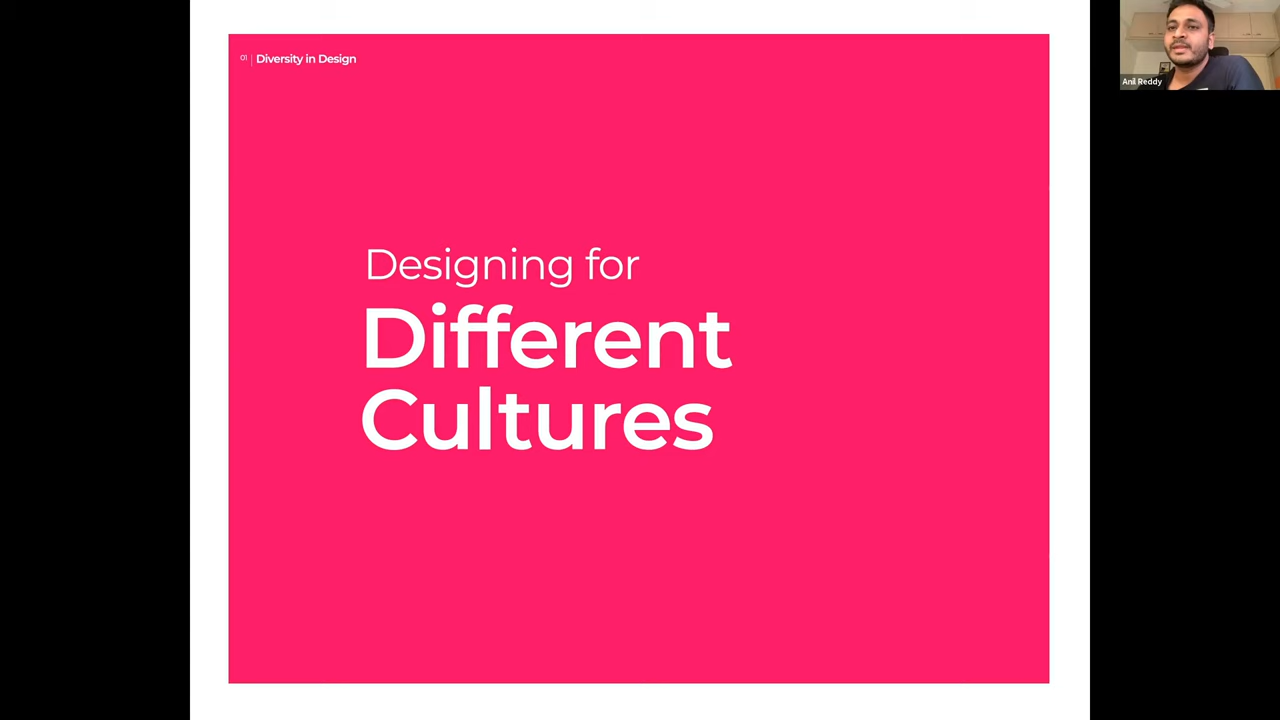 01 | Diversity in Design
Designing for
Different
Cultures
Anil Reddy